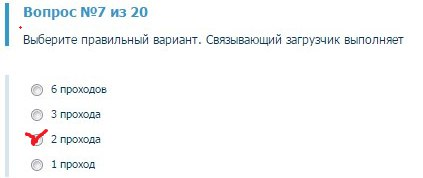 Вопрос №7 из 20
Выберите правильный вариант. Связывающий загрузчик выполняет
6 проходов
3 прохода
2 прохода
1 проход